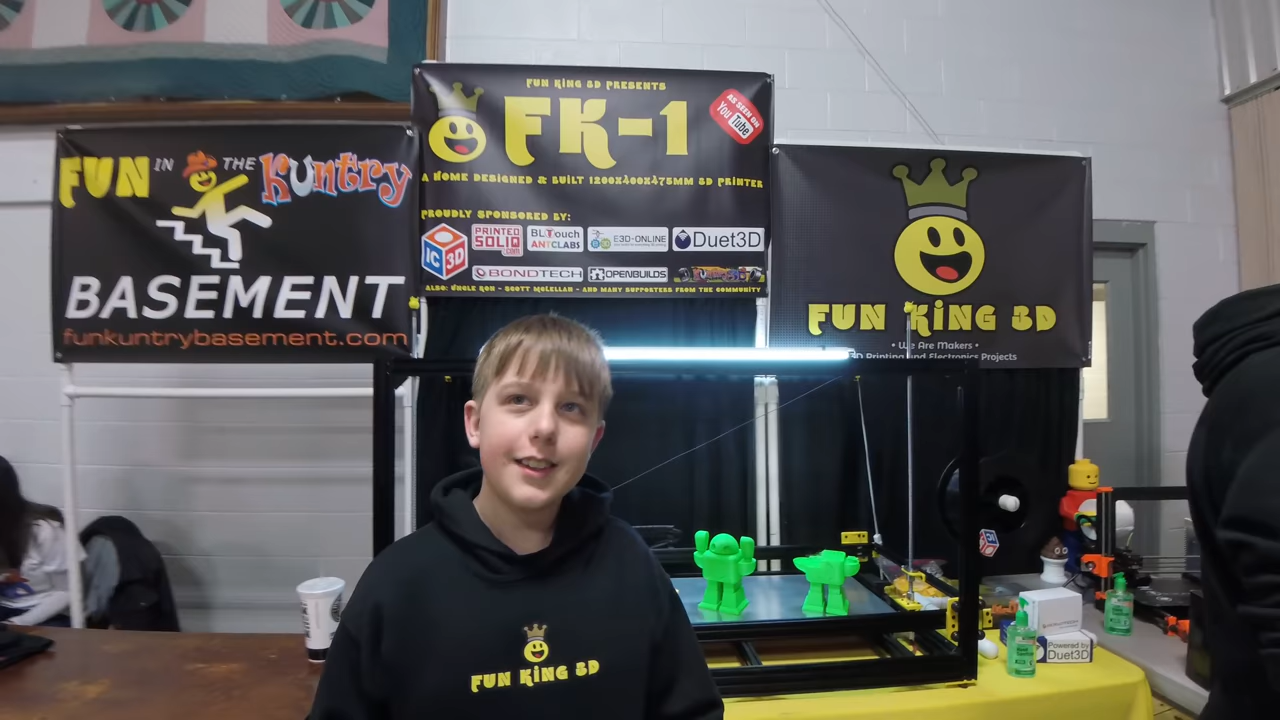 FUN IN THE Kuntry
BASEMENT
funkuntrybasement.com
FUN KING 3D PRESENTS
FK-1
AS SEEN ON
YouTube
A HOME DESIGNED & BUILT 1200X400X475MM 3D PRINTER
PROUDLY SPONSORED BY:
IC3D
PRINTED
SOLID
.com
BLTouch
ANTCLABS
E3D-ONLINE
Duet3D
BONDTECH
OPENBUILDS
ALSO: UNCLE RON - SCOTT MCLELLAN - AND MANY SUPPORTERS FROM THE COMMUNITY
FUN KING 3D
• We Are Makers •
3D Printing and Electronics Projects
FUN KING 3D
Powered by
Duet3D